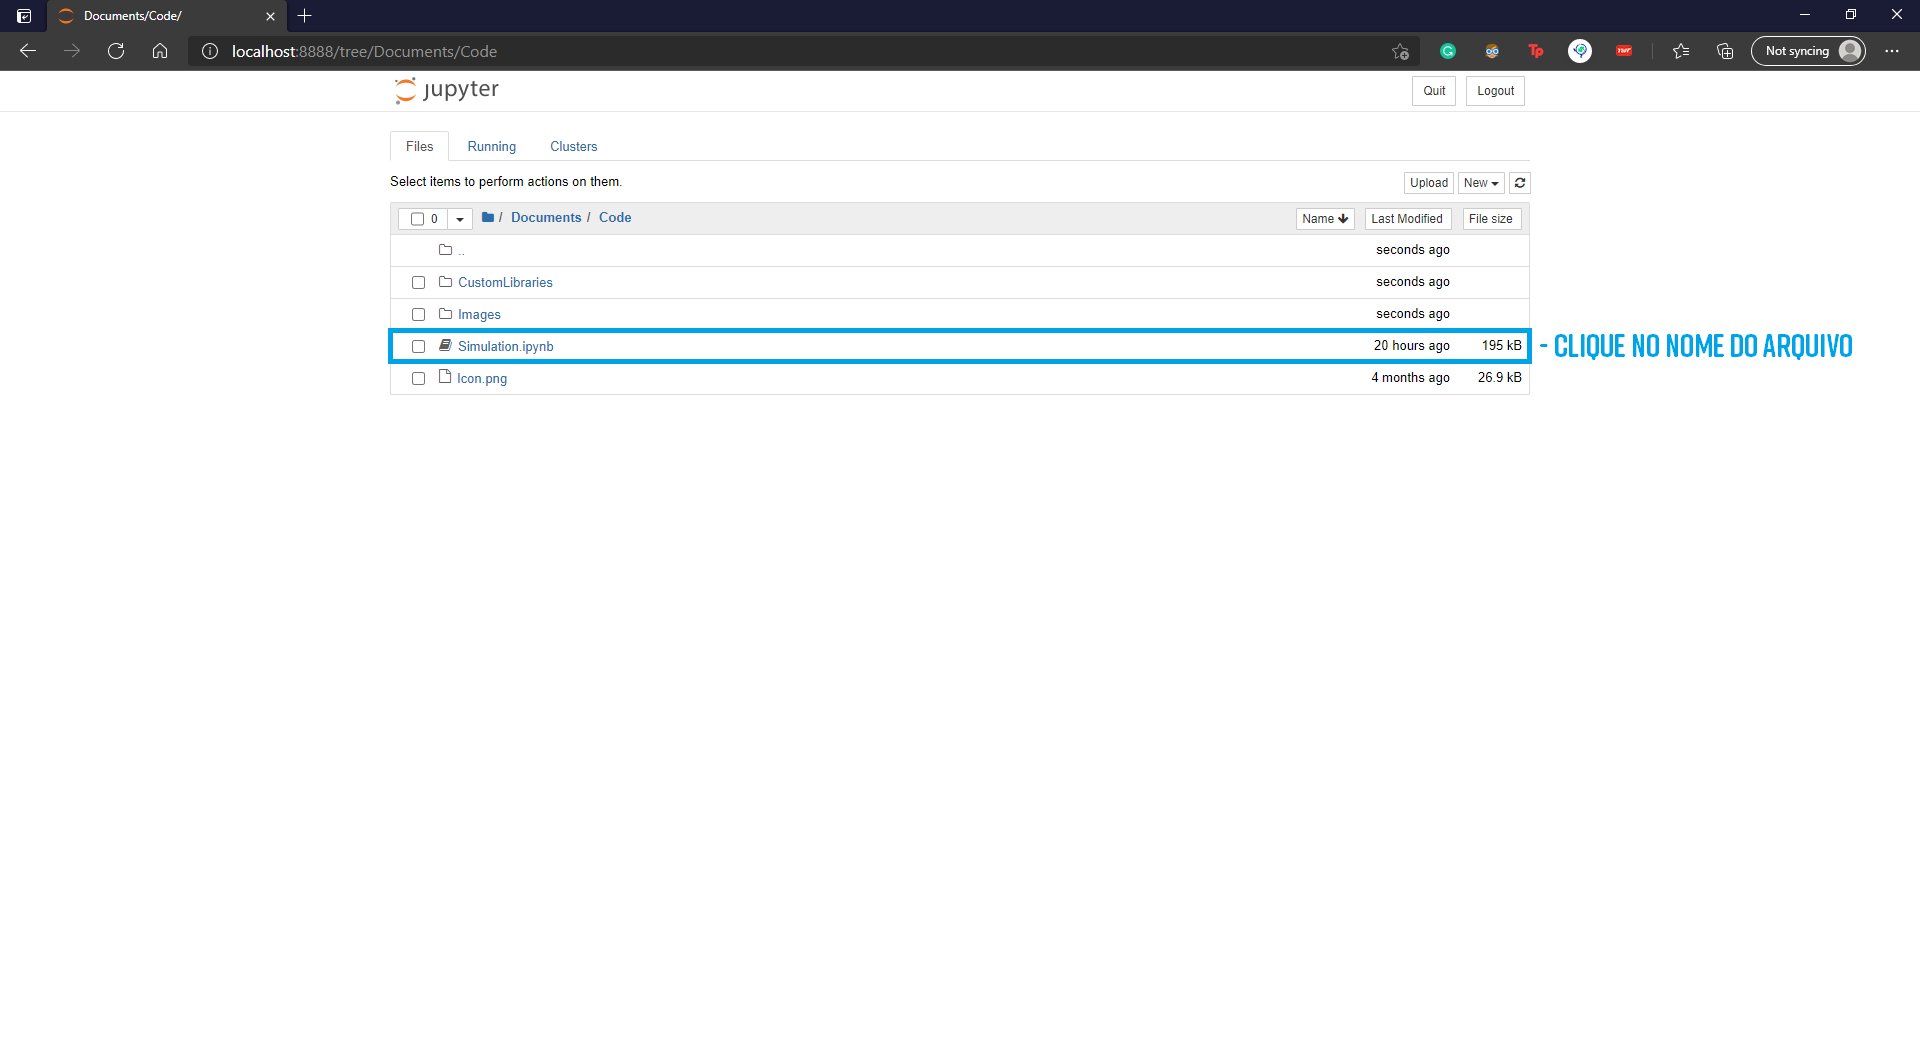 Documents/Code/
localhost:8888/tree/Documents/Code
Not syncing
jupyter
Quit
Logout
Files
Running
Clusters
Select items to perform actions on them.
Upload
New
0
/ Documents / Code
Name
Last Modified
File size
..
seconds ago
CustomLibraries
seconds ago
Images
seconds ago
Simulation.ipynb
20 hours ago
195 kB
- CLIQUE NO NOME DO ARQUIVO
Icon.png
4 months ago
26.9 kB